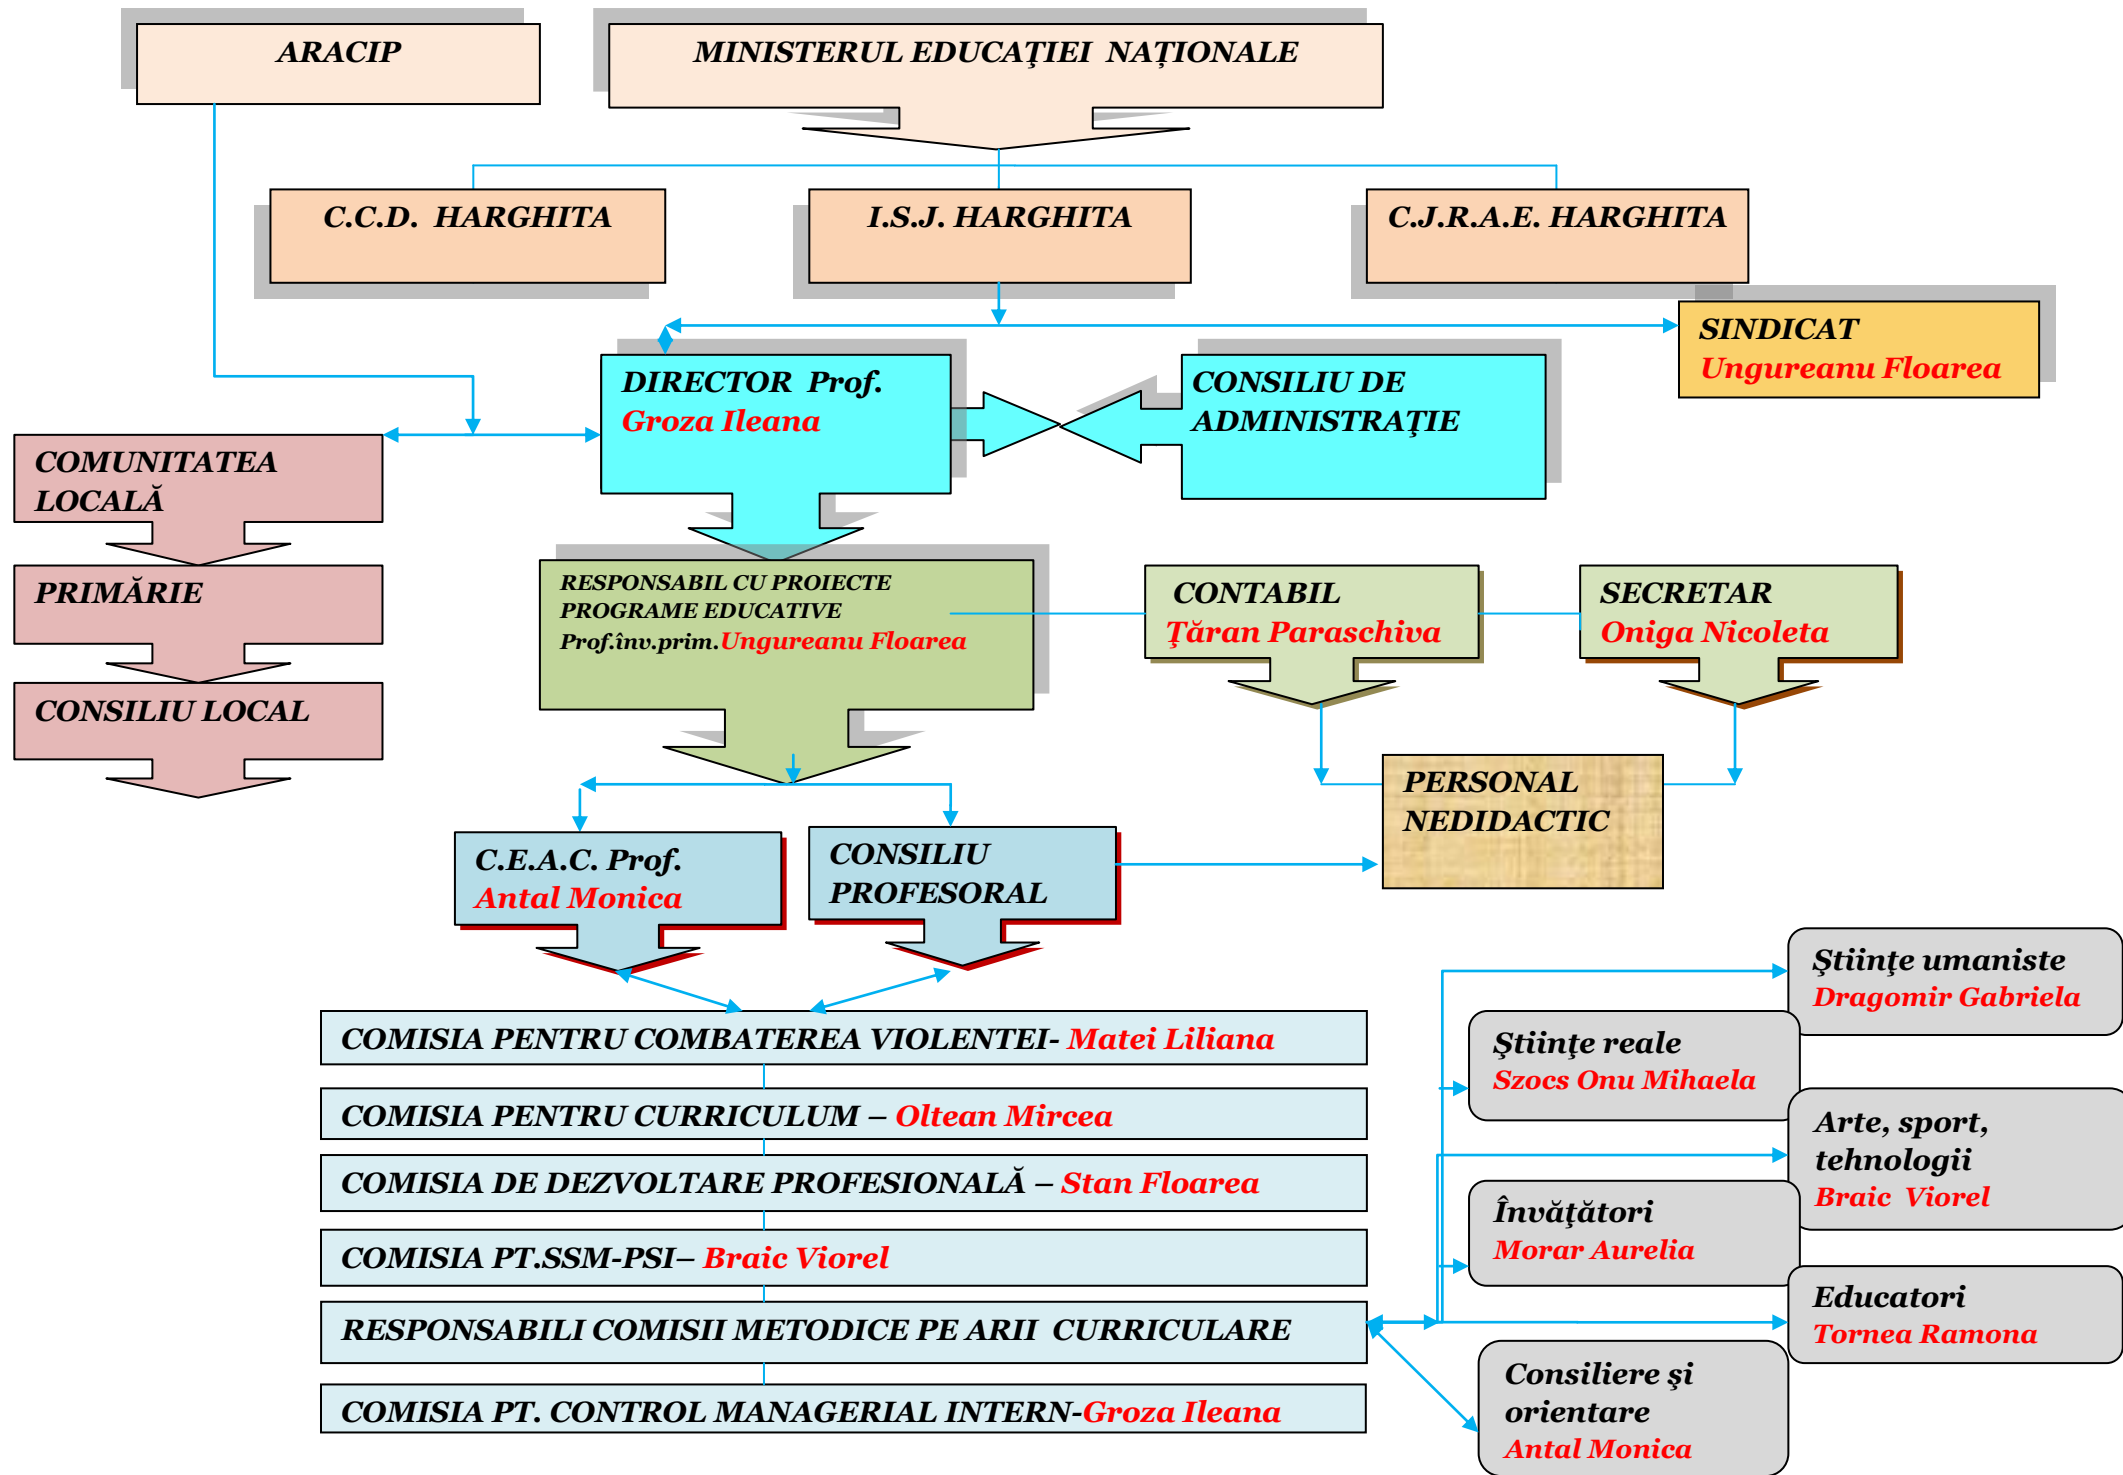 ARACIP
MINISTERUL EDUCAŢIEI NAȚIONALE
C.C.D. HARGHITA
I.S.J. HARGHITA
C.J.R.A.E. HARGHITA
SINDICAT
Ungureanu Floarea
DIRECTOR Prof.
Groza Ileana
CONSILIU DE
ADMINISTRAŢIE
COMUNITATEA
LOCALĂ
PRIMĂRIE
CONSILIU LOCAL
RESPONSABIL CU PROIECTE
PROGRAME EDUCATIVE
Prof.înv.prim.Ungureanu Floarea
CONTABIL
Ţăran Paraschiva
SECRETAR
Oniga Nicoleta
PERSONAL
NEDIDACTIC
C.E.A.C. Prof.
Antal Monica
CONSILIU
PROFESORAL
COMISIA PENTRU COMBATEREA VIOLENTEI- Matei Liliana
COMISIA PENTRU CURRICULUM – Oltean Mircea
COMISIA DE DEZVOLTARE PROFESIONALĂ – Stan Floarea
COMISIA PT.SSM-PSI– Braic Viorel
RESPONSABILI COMISII METODICE PE ARII CURRICULARE
COMISIA PT. CONTROL MANAGERIAL INTERN-Groza Ileana
Ştiinţe umaniste
Dragomir Gabriela
Ştiinţe reale
Szocs Onu Mihaela
Arte, sport,
tehnologii
Braic Viorel
Învăţători
Morar Aurelia
Educatori
Tornea Ramona
Consiliere şi
orientare
Antal Monica